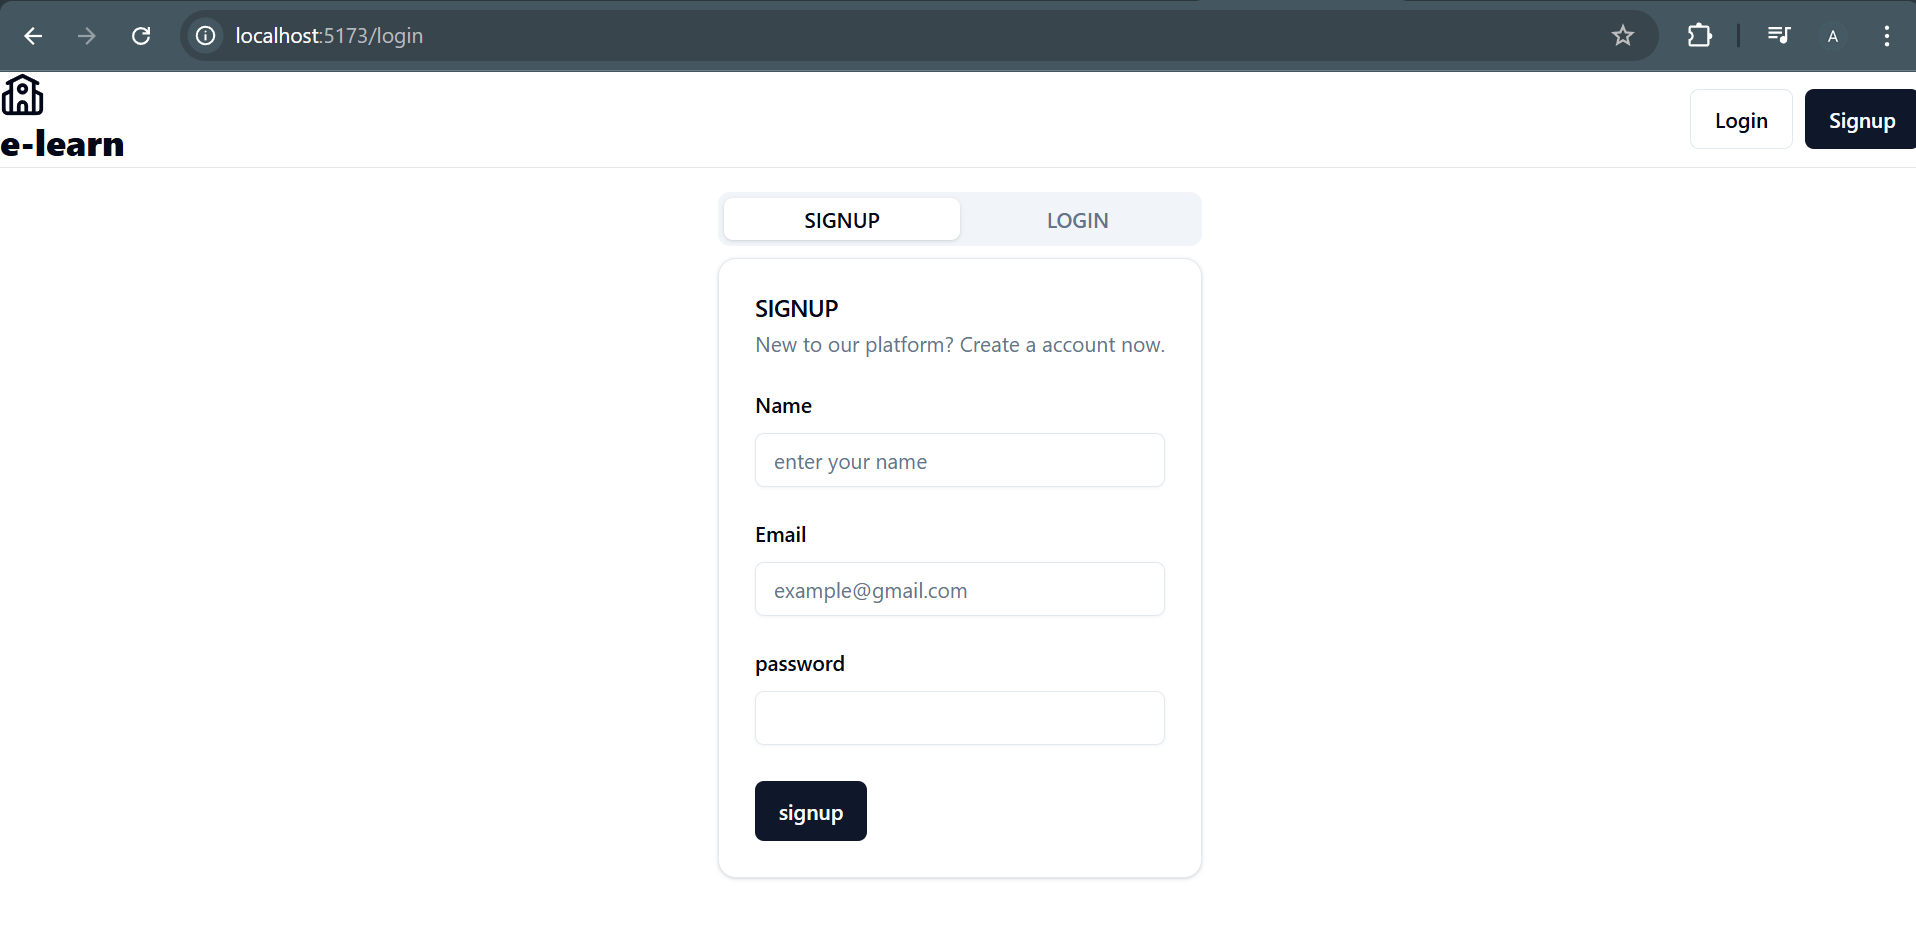 localhost:5173/login
A
e-learn
Login
Signup
SIGNUP
LOGIN
SIGNUP
New to our platform? Create a account now.
Name
enter your name
Email
example@gmail.com
password
signup